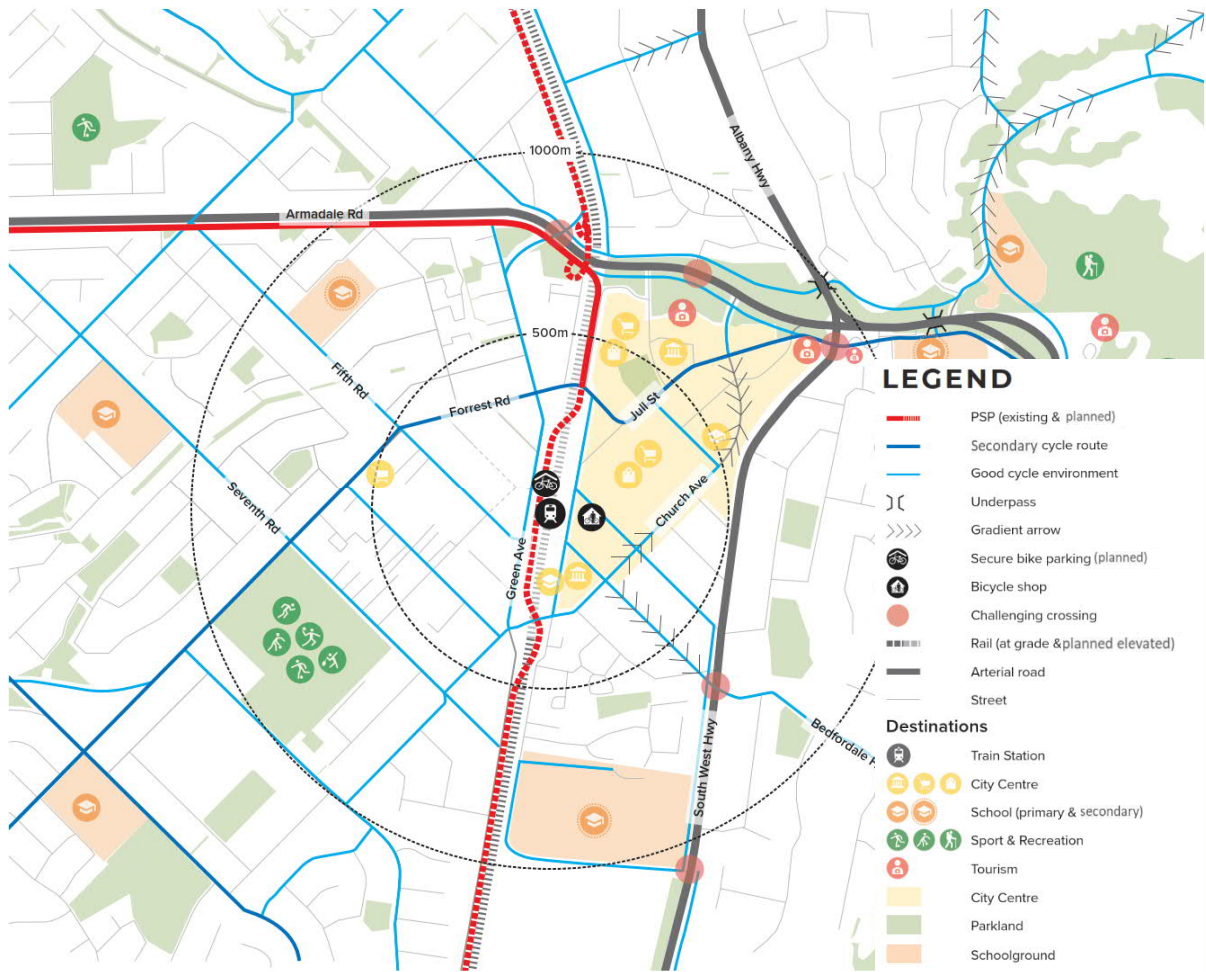 1000m
Albany Hwy
Armadale Rd
500m
Fifth Rd
Forrest Rd
Jull St
Seventh Rd
Church Ave
Green Ave
South West Hwy
Bedfordale
LEGEND
PSP (existing & planned)
Secondary cycle route
Good cycle environment
Underpass
Gradient arrow
Secure bike parking (planned)
Bicycle shop
Challenging crossing
Rail (at grade & planned elevated)
Arterial road
Street
Destinations
Train Station
City Centre
School (primary & secondary)
Sport & Recreation
Tourism
City Centre
Parkland
Schoolground